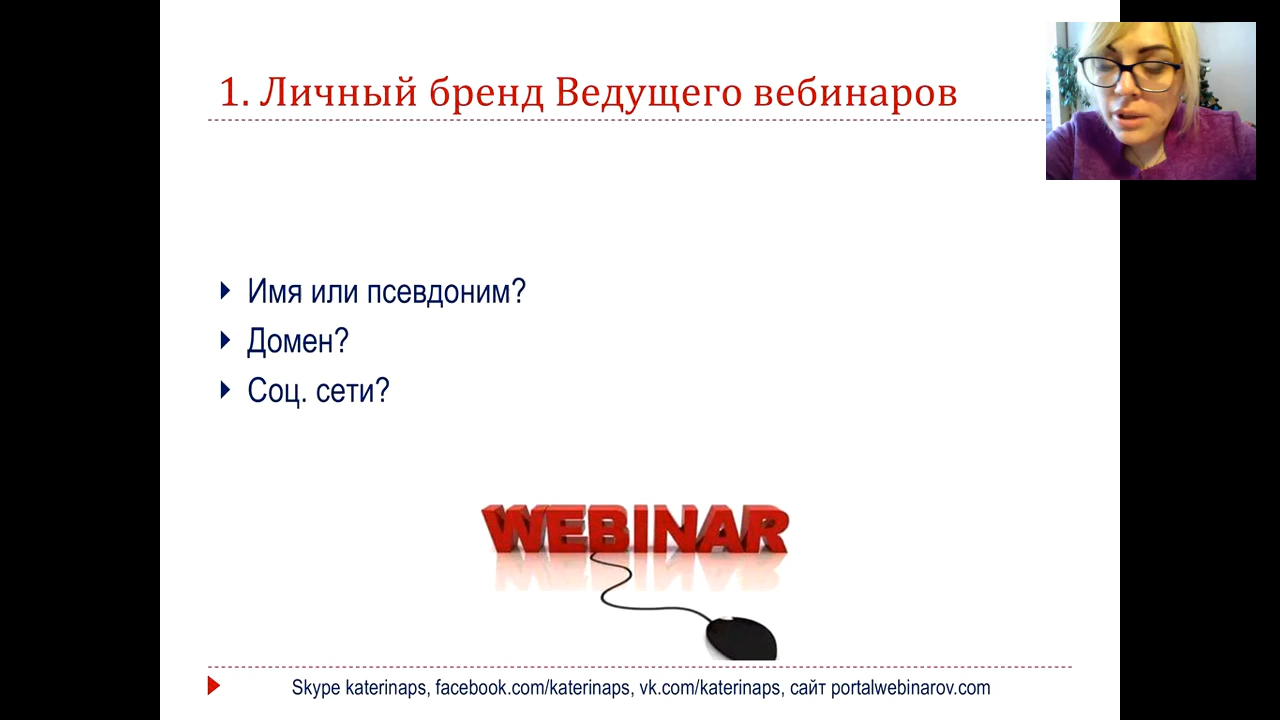 1. Личный бренд Ведущего вебинаров
Имя или псевдоним?
Домен?
Соц. сети?
WEBINAR
Skype katerinaps, facebook.com/katerinaps, vk.com/katerinaps, сайт portalwebinarov.com